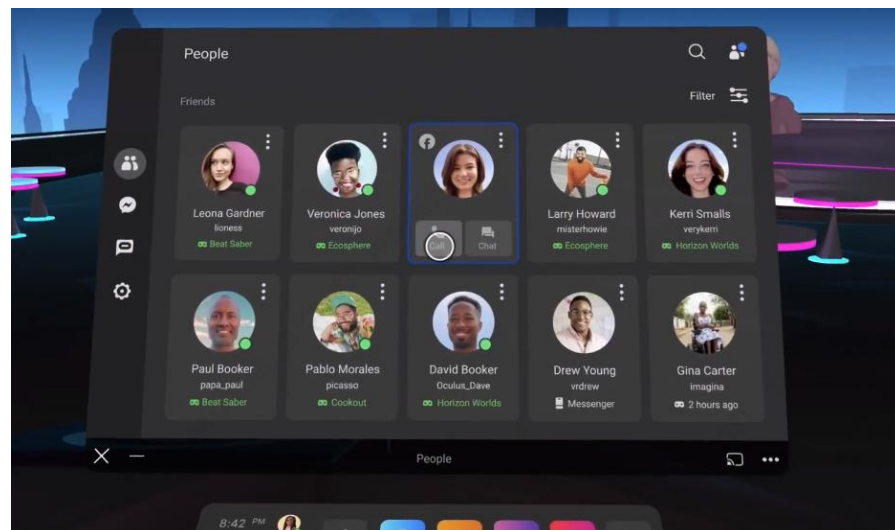 People
Friends
Filter
Leona Gardner
lioness
Beat Saber
Veronica Jones
veronijo
Ecosphere
Call
Chat
Larry Howard
misterhowie
Ecosphere
Kerri Smalls
verykerri
Horizon Worlds
Paul Booker
papa_paul
Beat Saber
Pablo Morales
picasso
Cookout
David Booker
Oculus_Dave
Horizon Worlds
Drew Young
vrdrew
Messenger
Gina Carter
imagina
2 hours ago
People
8:42 PM